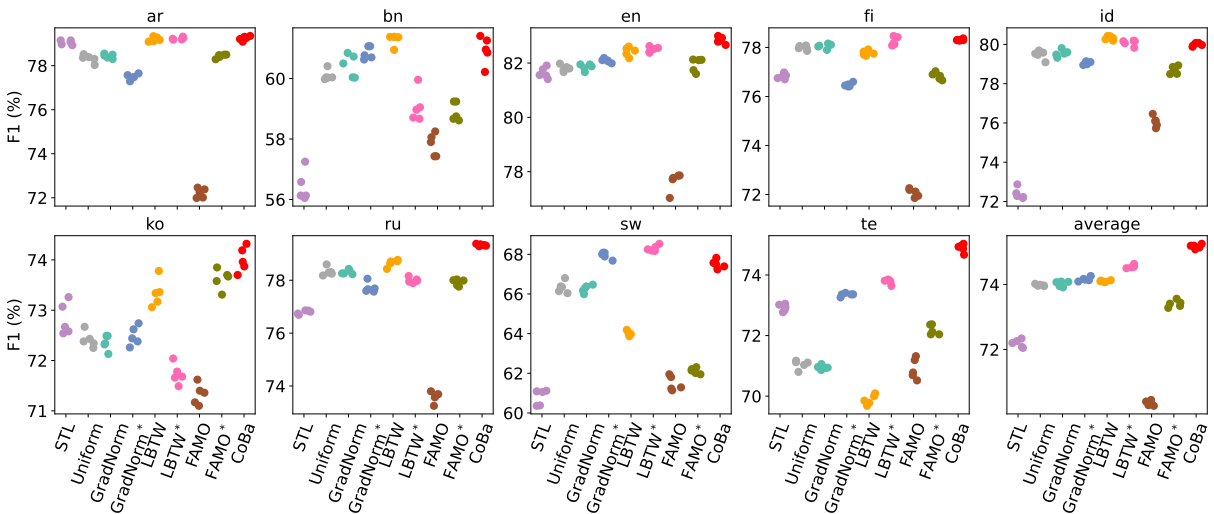 ar
bn
en
fi
id
F1 (%)
78
76
74
72
60
58
56
82
80
78
78
76
74
72
80
78
76
74
72
ko
ru
sw
te
average
F1 (%)
74
73
72
71
78
76
74
68
66
64
62
60
74
72
70
74
72
STL
Uniform
GradNorm
GradNorm*
LBTW
LBTW*
FAMO
FAMO*
CoBa
STL
Uniform
GradNorm
GradNorm*
LBTW
LBTW*
FAMO
FAMO*
CoBa
STL
Uniform
GradNorm
GradNorm*
LBTW
LBTW*
FAMO
FAMO*
CoBa
STL
Uniform
GradNorm
GradNorm*
LBTW
LBTW*
FAMO
FAMO*
CoBa
STL
Uniform
GradNorm
GradNorm*
LBTW
LBTW*
FAMO
FAMO*
CoBa